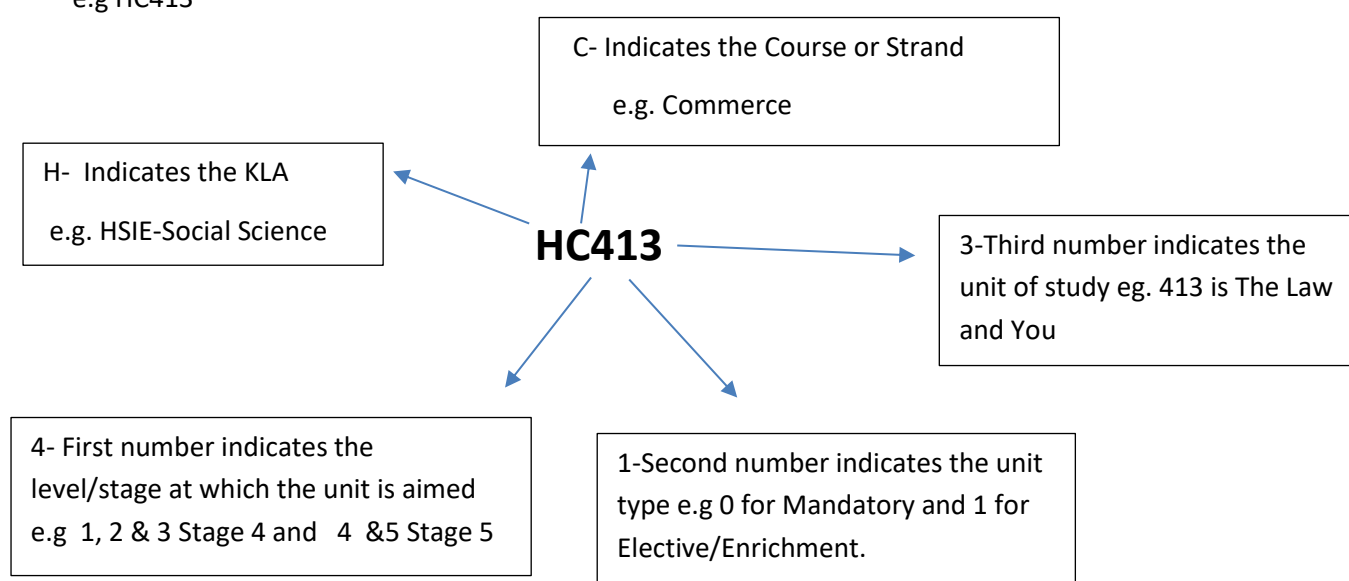 e.g HC413
C- Indicates the Course or Strand
e.g. Commerce
H- Indicates the KLA
e.g. HSIE-Social Science
HC413
3-Third number indicates the
unit of study eg. 413 is The Law
and You
4- First number indicates the
level/stage at which the unit is aimed
e.g 1, 2 & 3 Stage 4 and 4 &5 Stage 5
1-Second number indicates the unit
type e.g 0 for Mandatory and 1 for
Elective/Enrichment.